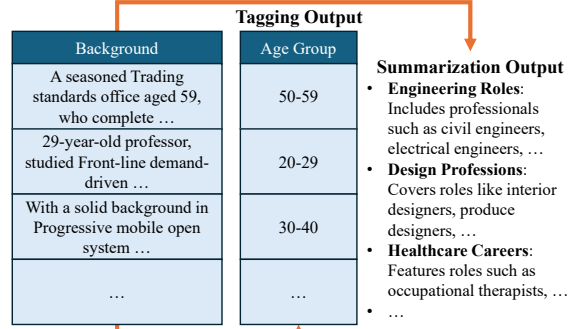 Tagging Output
Background
A seasoned Trading
standards office aged 59,
who complete …
29-year-old professor,
studied Front-line demand-
driven …
With a solid background in
Progressive mobile open
system …
…
Age Group
50-59
20-29
30-40
…
Summarization Output
• Engineering Roles:
Includes professionals
such as civil engineers,
electrical engineers, …
• Design Professions:
Covers roles like interior
designers, produce
designers, …
• Healthcare Careers:
Features roles such as
occupational therapists, …
• …